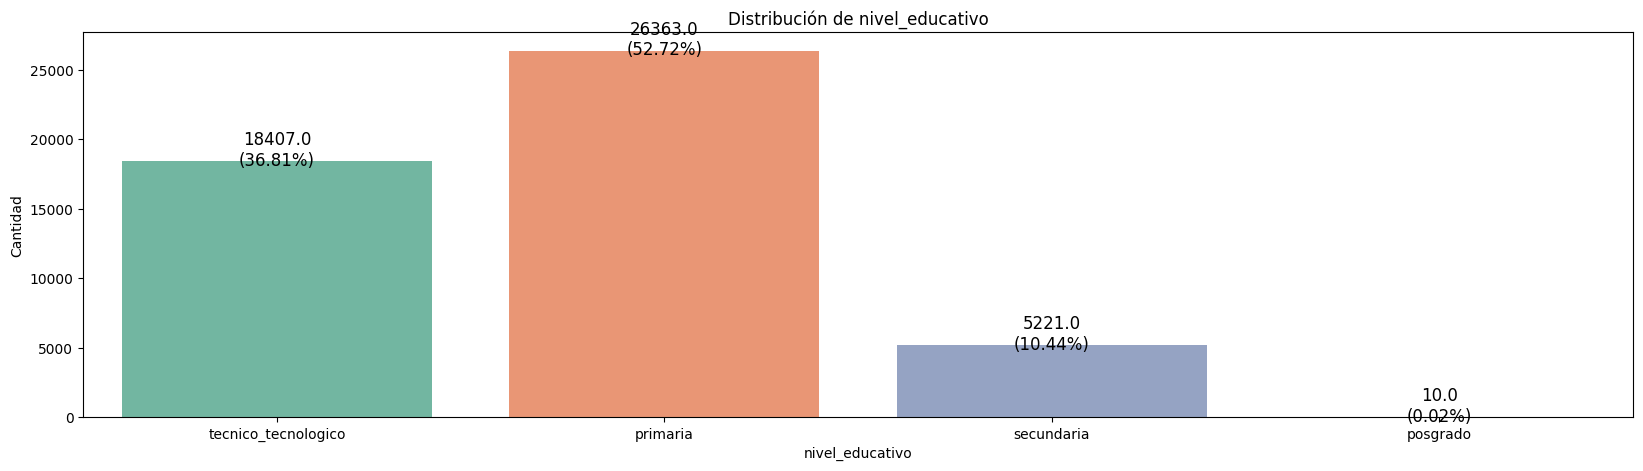 Distribución de nivel_educativo
26363.0
(52.72%)
18407.0
(36.81%)
5221.0
(10.44%)
10.0
(0.02%)
Cantidad
25000
20000
15000
10000
5000
0
tecnico_tecnologico
primaria
secundaria
posgrado
nivel_educativo